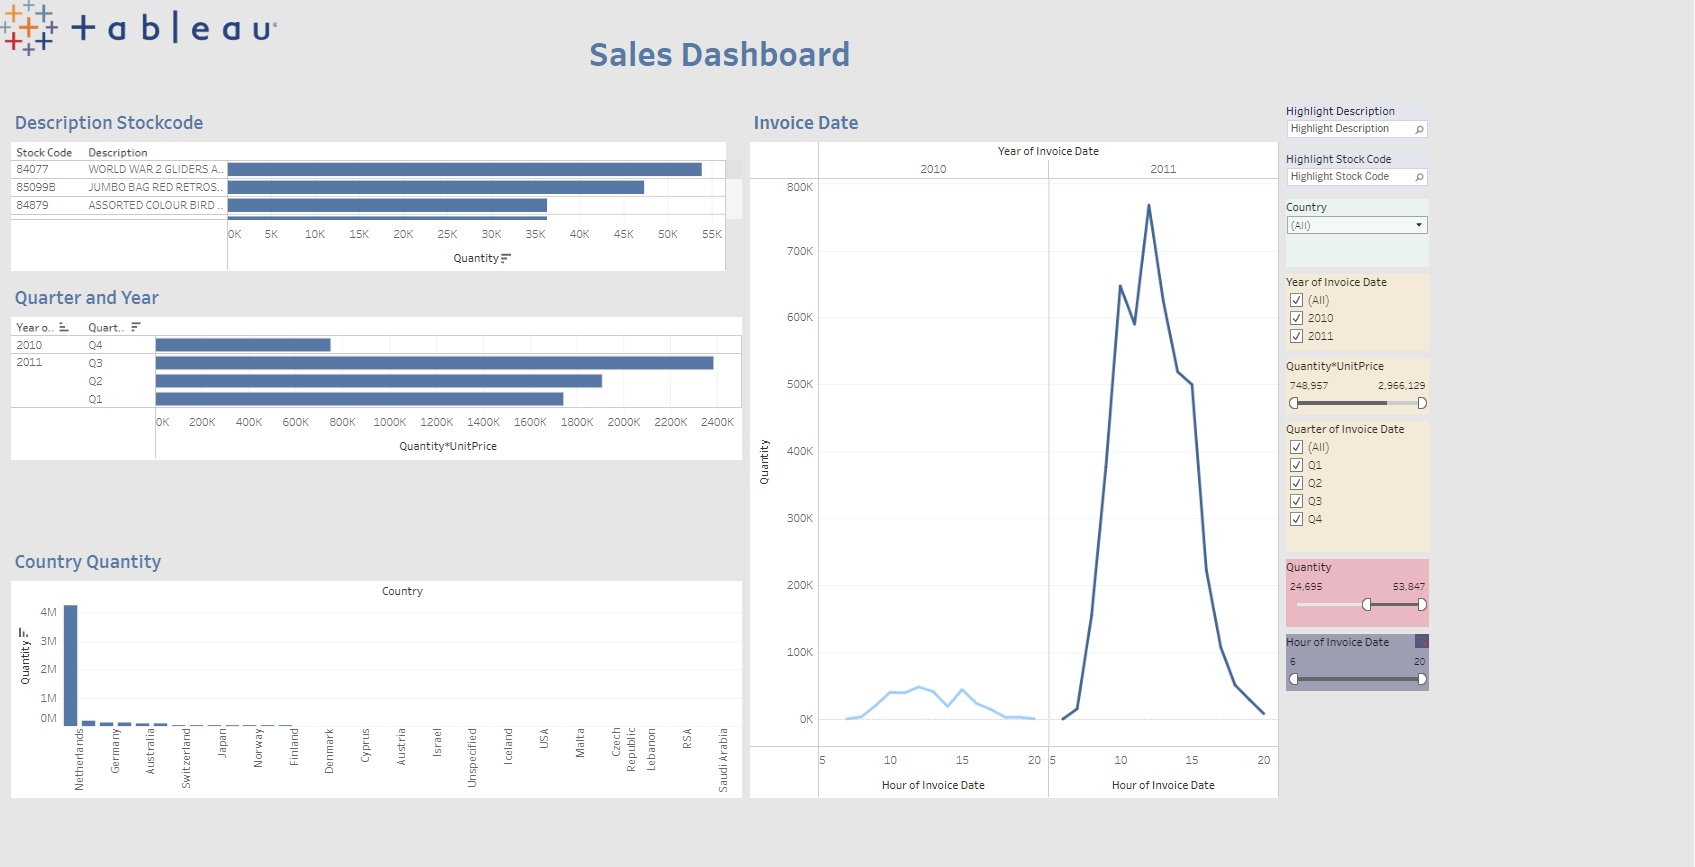 + a b l e a u
Sales Dashboard
Description Stockcode
Stock Code Description
84077 WORLD WAR 2 GLIDERS A..
85099B JUMBO BAG RED RETROS..
84879 ASSORTED COLOUR BIRD ..
0K 5K 10K 15K 20K 25K 30K 35K 40K 45K 50K 55K
Quantity
Quarter and Year
Year o.. Quart..
2010 Q4
2011 Q3
Q2
Q1
0K 200K 400K 600K 800K 1000K 1200K 1400K 1600K 1800K 2000K 2200K 2400K
Quantity*UnitPrice
Country Quantity
Country
Quantity
4M
3M
2M
1M
0M
Netherlands
Germany
Australia
Switzerland
Japan
Norway
Finland
Denmark
Cyprus
Austria
Israel
Unspecified
Iceland
USA
Malta
Czech
Republic
Lebanon
RSA
Saudi Arabia
Invoice Date
Year of Invoice Date
2010 2011
Quantity
800K
700K
600K
500K
400K
300K
200K
100K
0K
5 10 15 20 5 10 15 20
Hour of Invoice Date Hour of Invoice Date
Highlight Description
Highlight Description
Highlight Stock Code
Highlight Stock Code
Country
(All)
Year of Invoice Date
(All)
2010
2011
Quantity*UnitPrice
748,957 2,966,129
Quarter of Invoice Date
(All)
Q1
Q2
Q3
Q4
Quantity
24,695 53,847
Hour of Invoice Date
6 20